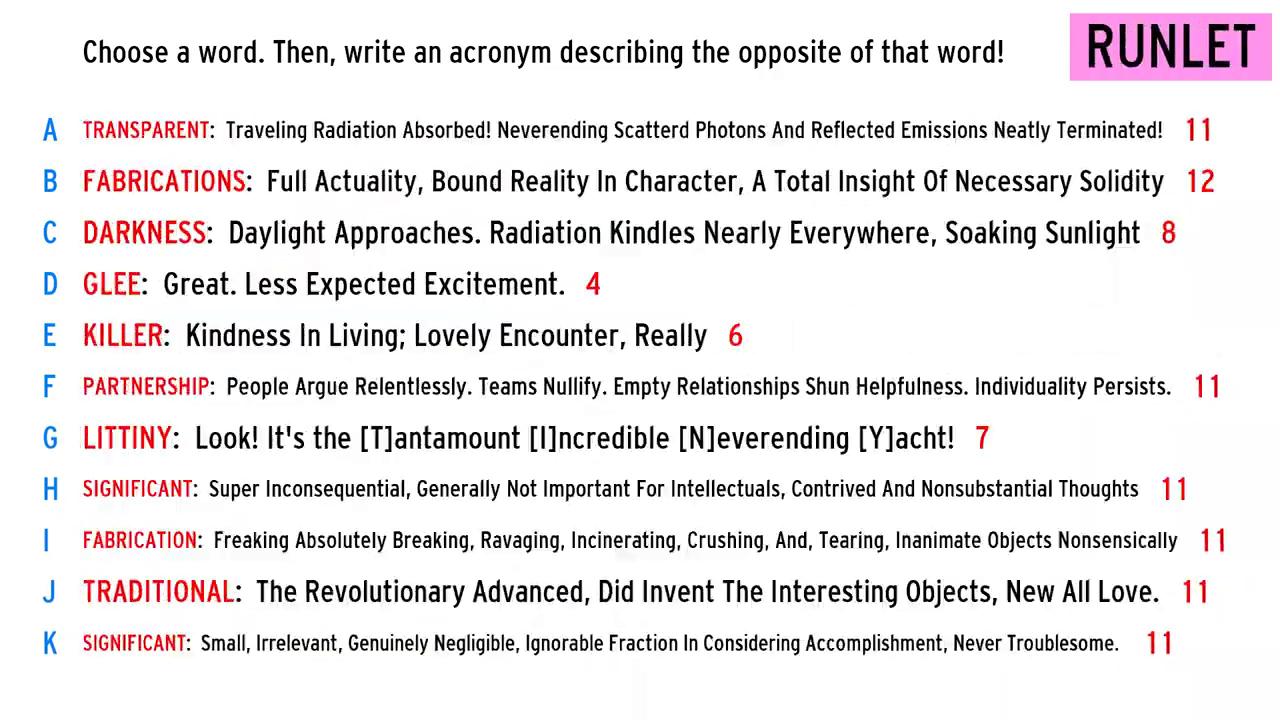 Choose a word. Then, write an acronym describing the opposite of that word!
RUNLET
A TRANSPARENT: Traveling Radiation Absorbed! Neverending Scatterd Photons And Reflected Emissions Neatly Terminated! 11
B FABRICATIONS: Full Actuality, Bound Reality In Character, A Total Insight Of Necessary Solidity 12
C DARKNESS: Daylight Approaches. Radiation Kindles Nearly Everywhere, Soaking Sunlight 8
D GLEE: Great. Less Expected Excitement. 4
E KILLER: Kindness In Living; Lovely Encounter, Really 6
F PARTNERSHIP: People Argue Relentlessly. Teams Nullify. Empty Relationships Shun Helpfulness. Individuality Persists. 11
G LITTINY: Look! It's the [T]antamount [I]ncredible [N]everending [Y]acht! 7
H SIGNIFICANT: Super Inconsequential, Generally Not Important For Intellectuals, Contrived And Nonsubstantial Thoughts 11
I FABRICATION: Freaking Absolutely Breaking, Ravaging, Incinerating, Crushing, And, Tearing, Inanimate Objects Nonsensically 11
J TRADITIONAL: The Revolutionary Advanced, Did Invent The Interesting Objects, New All Love. 11
K SIGNIFICANT: Small, Irrelevant, Genuinely Negligible, Ignorable Fraction In Considering Accomplishment, Never Troublesome. 11